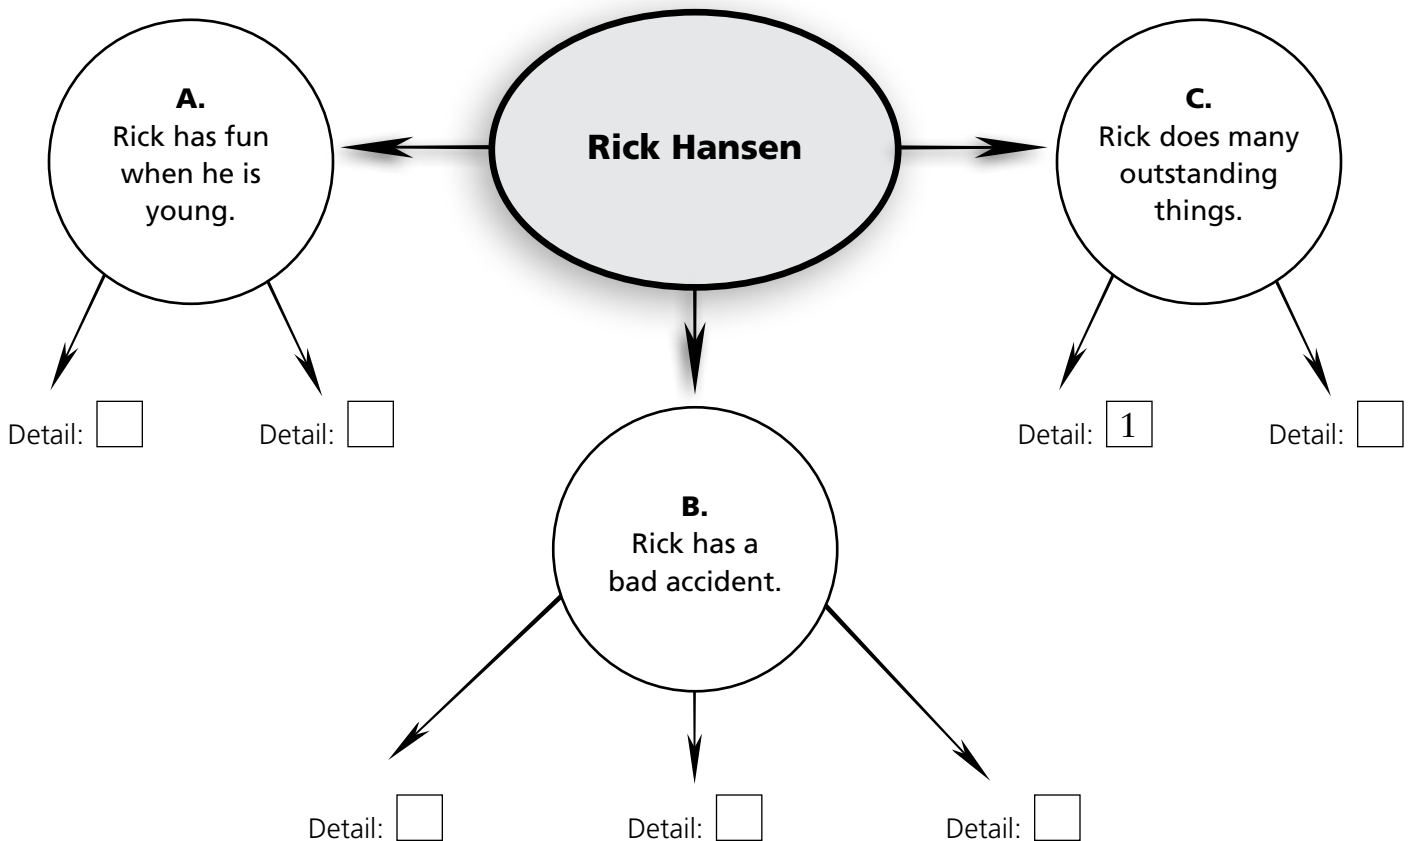 Rick Hansen
A.
Rick has fun
when he is
young.
Detail:
Detail:
B.
Rick has a
bad accident.
Detail:
Detail:
Detail:
C.
Rick does many
outstanding
things.
Detail: 1
Detail: